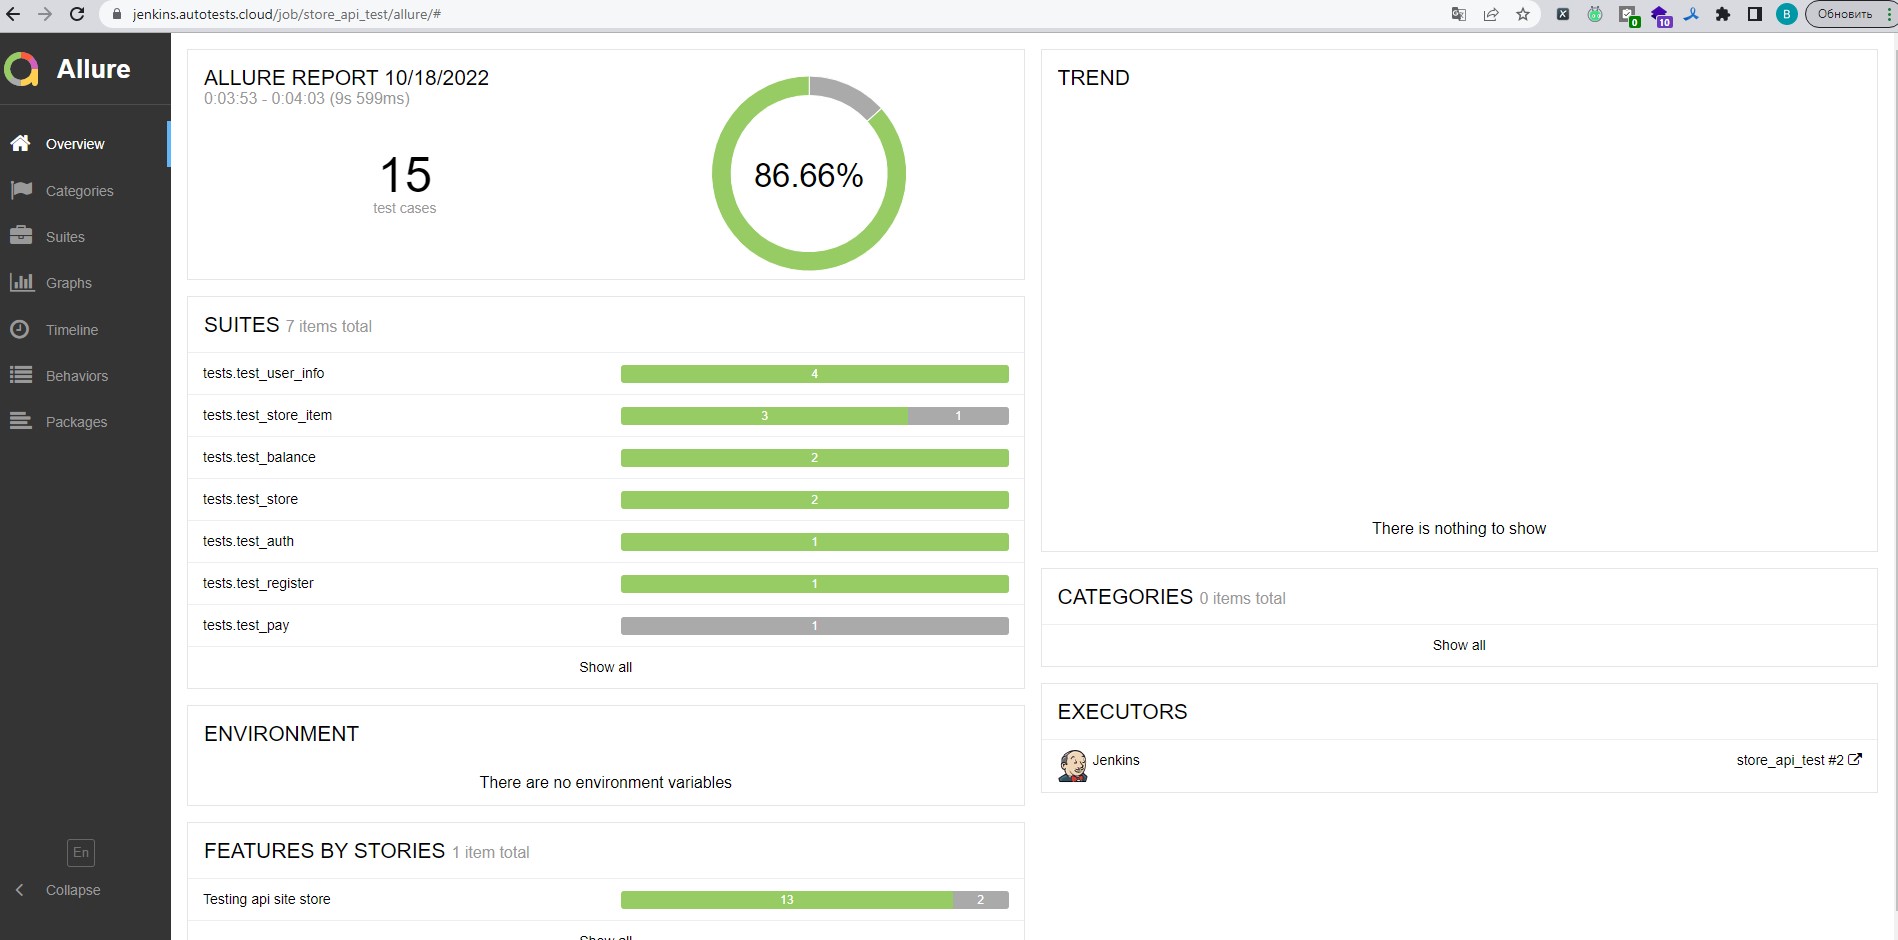 jenkins.autotests.cloud/job/store_api_test/allure/#
0
10
B
Обновить
Allure
Overview
Categories
Suites
Graphs
Timeline
Behaviors
Packages
En
Collapse
ALLURE REPORT 10/18/2022
0:03:53 - 0:04:03 (9s 599ms)
15
test cases
86.66%
SUITES 7 items total
tests.test_user_info 4
tests.test_store_item 3 1
tests.test_balance 2
tests.test_store 2
tests.test_auth 1
tests.test_register 1
tests.test_pay 1
Show all
ENVIRONMENT
There are no environment variables
FEATURES BY STORIES 1 item total
Testing api site store 13 2
Show all
TREND
There is nothing to show
CATEGORIES 0 items total
Show all
EXECUTORS
Jenkins store_api_test #2